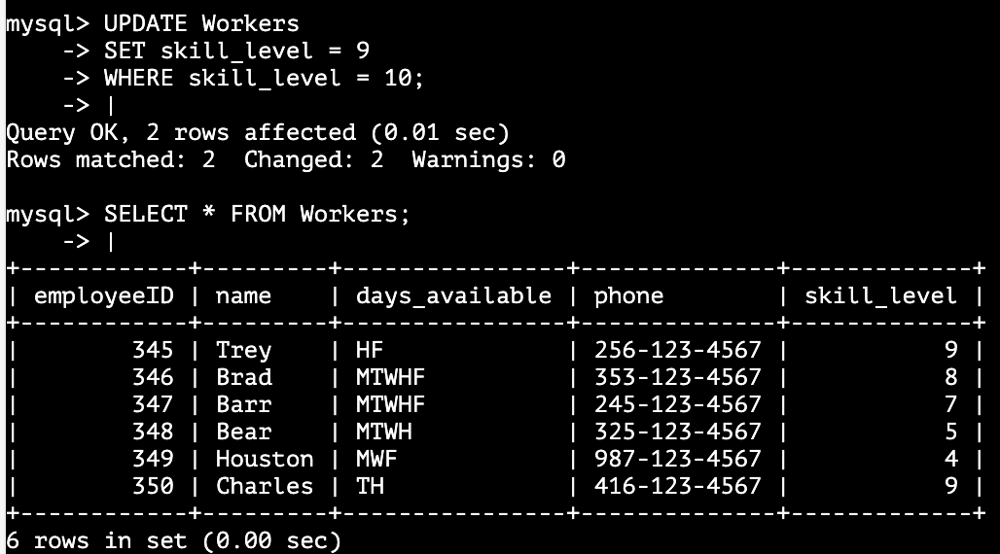 mysql> UPDATE Workers
    -> SET skill_level = 9
    -> WHERE skill_level = 10;
    -> |
Query OK, 2 rows affected (0.01 sec)
Rows matched: 2  Changed: 2  Warnings: 0
mysql> SELECT * FROM Workers;
    -> |
+------------+---------+----------------+--------------+-------------+
| employeeID | name    | days_available | phone        | skill_level |
+------------+---------+----------------+--------------+-------------+
|        345 | Trey    | HF             | 256-123-4567 |           9 |
|        346 | Brad    | MTWHF          | 353-123-4567 |           8 |
|        347 | Barr    | MTWHF          | 245-123-4567 |           7 |
|        348 | Bear    | MTWH           | 325-123-4567 |           5 |
|        349 | Houston | MWF            | 987-123-4567 |           4 |
|        350 | Charles | TH             | 416-123-4567 |           9 |
+------------+---------+----------------+--------------+-------------+
6 rows in set (0.00 sec)